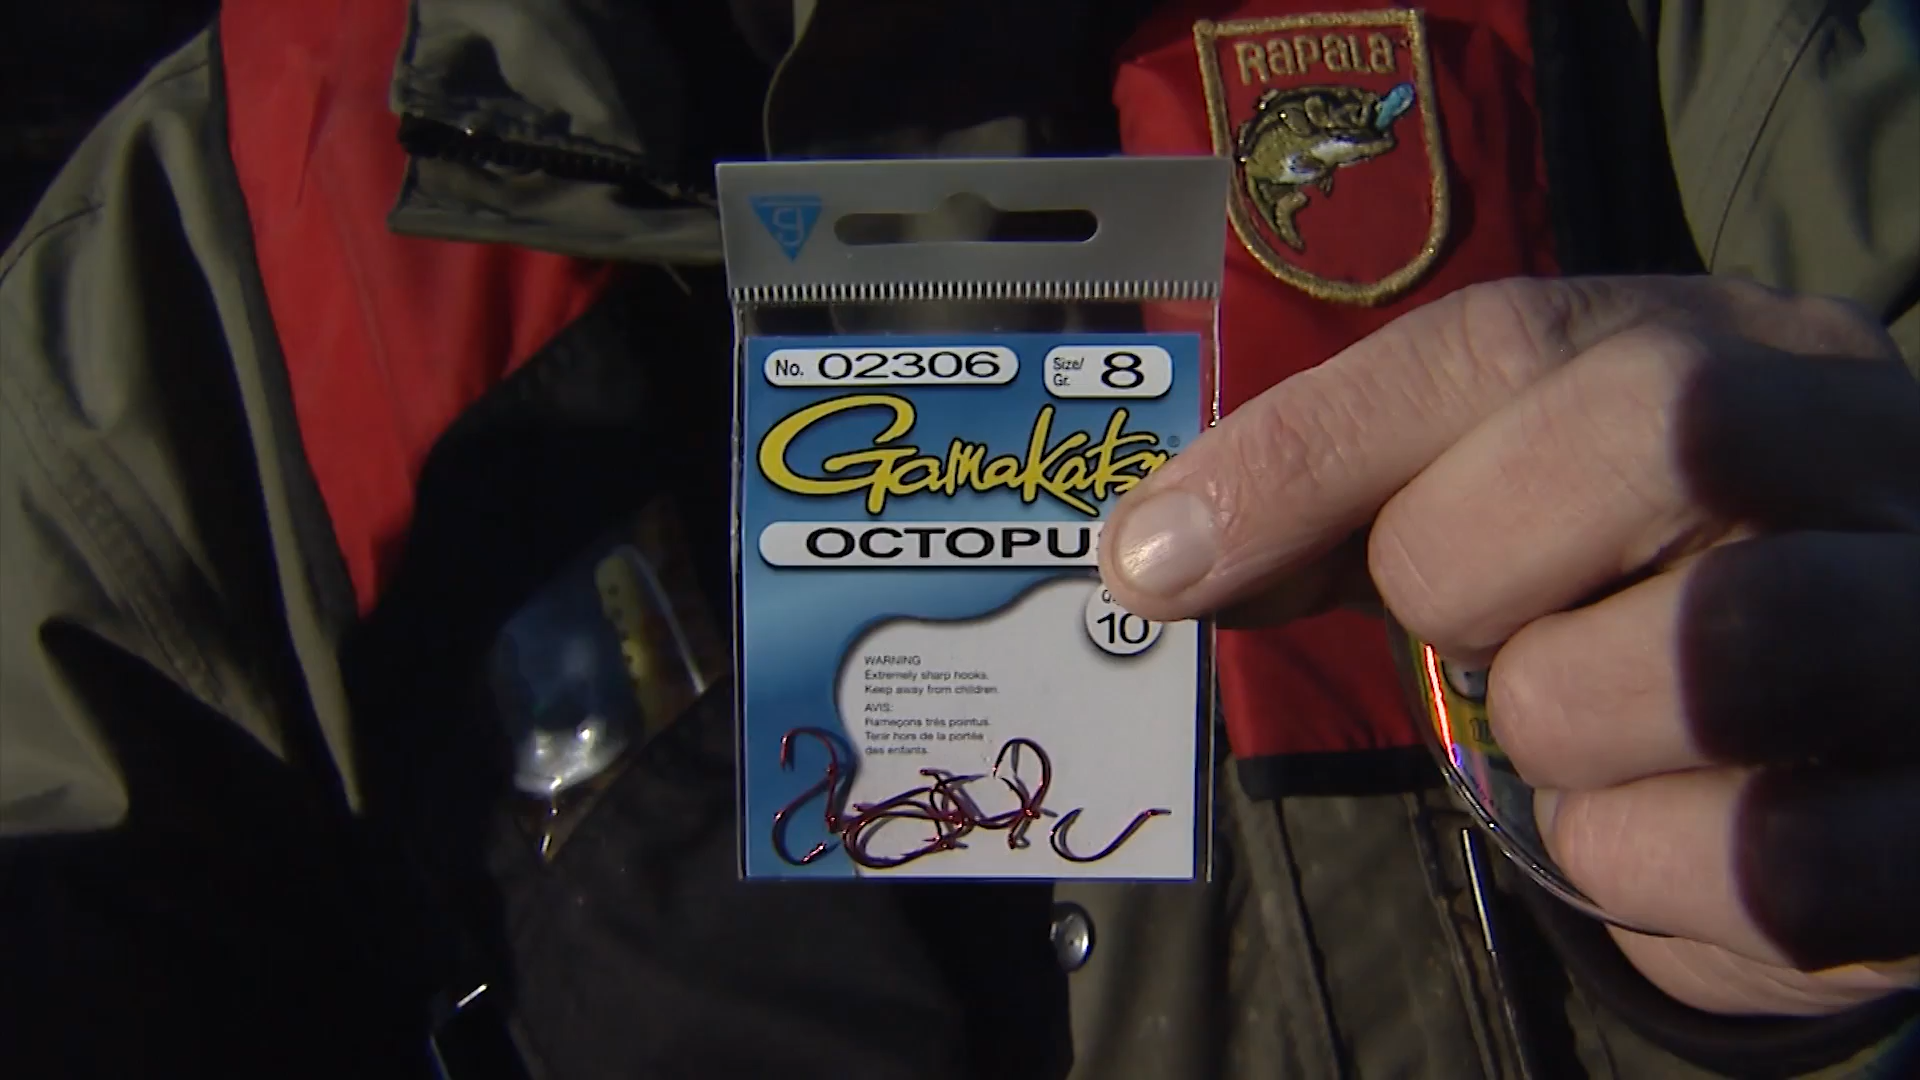 RAPALA
No. 02306
Size/
Gr. 8
Gamakatsu®
OCTOPU
10
WARNING
Extremely sharp hooks.
Keep away from children.
AVIS:
Hameçons très pointus.
Tenir hors de la portée
des enfants.